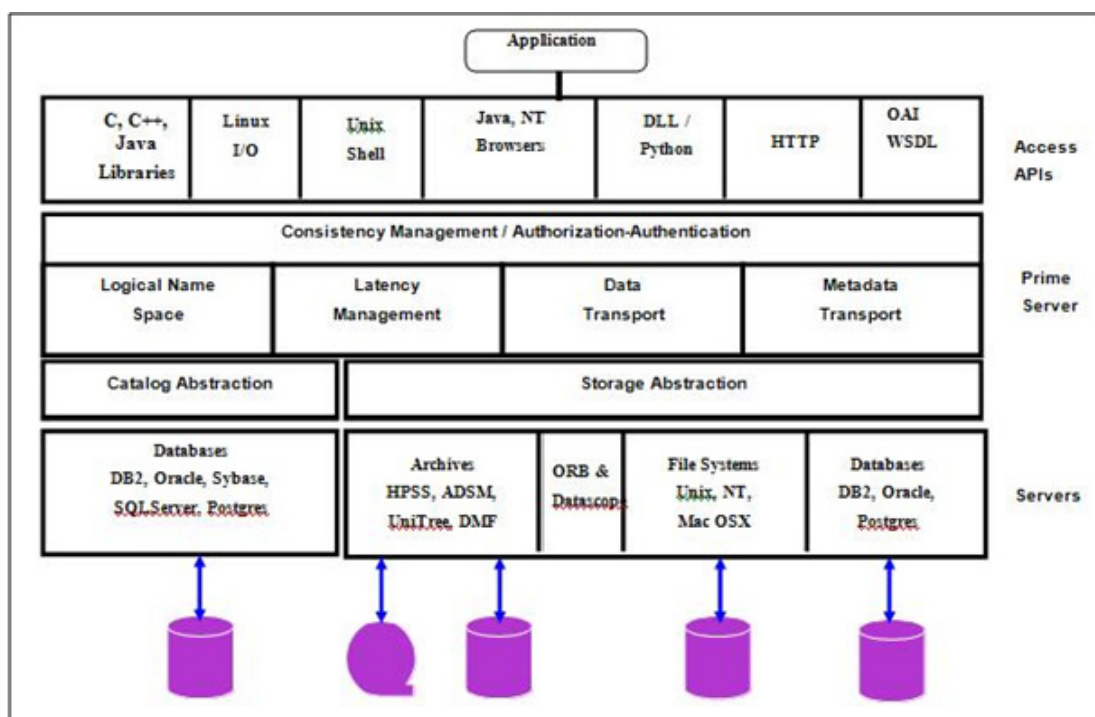 Application
C, C++,
Java
Libraries
Linux
I/O
Unix
Shell
Java, NT
Browsers
DLL /
Python
HTTP
OAI
WSDL
Access
APIs
Consistency Management / Authorization-Authentication
Logical Name
Space
Latency
Management
Data
Transport
Metadata
Transport
Prime
Server
Catalog Abstraction
Storage Abstraction
Databases
DB2, Oracle, Sybase,
SQLServer, Postgres
Archives
HPSS, ADSM,
UniTree, DMF
ORB &
Datascop
File Systems
Unix, NT,
Mac OSX
Databases
DB2, Oracle,
Postgres
Servers